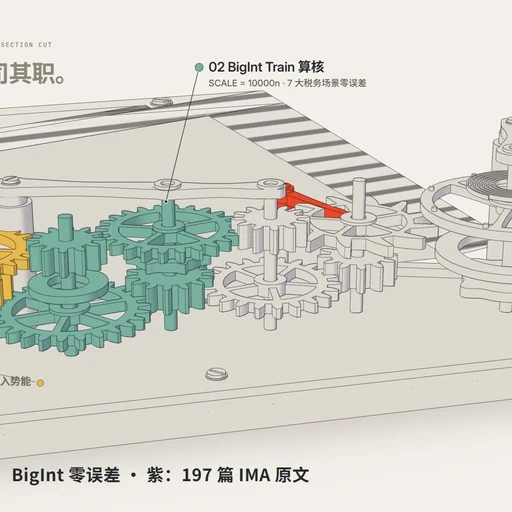 SECTION CUT
司其职。
02 BigInt Train 算核
SCALE = 10000n · 7 大税务场景零误差
入势能
BigInt 零误差 · 紫：197 篇 IMA 原文